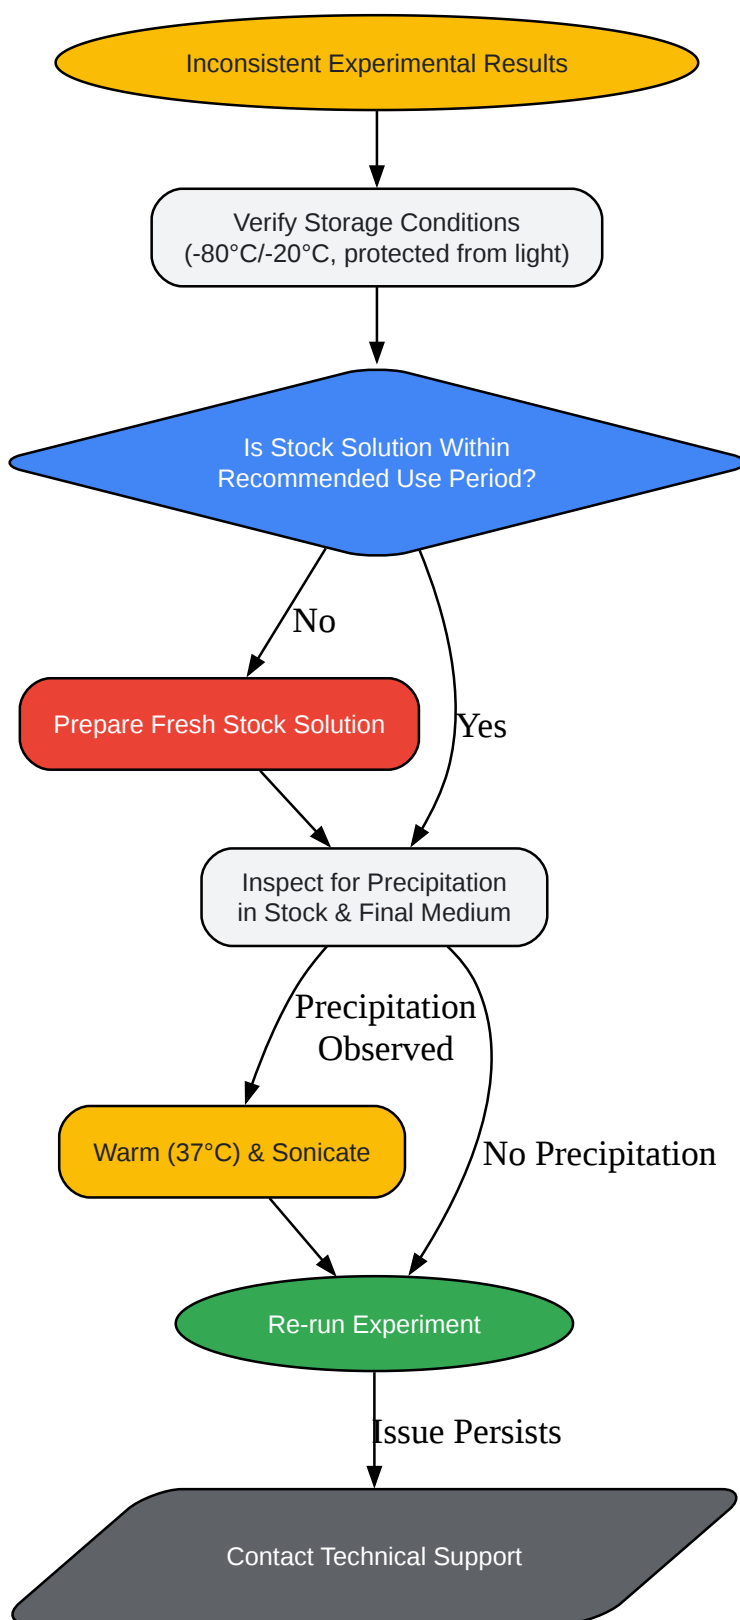 Inconsistent Experimental Results
Verify Storage Conditions
(-80°C/-20°C, protected from light)
Is Stock Solution Within
Recommended Use Period?
No
Prepare Fresh Stock Solution
Yes
Inspect for Precipitation
in Stock & Final Medium
Precipitation
Observed
Warm (37°C) & Sonicate
No Precipitation
Re-run Experiment
Issue Persists
Contact Technical Support